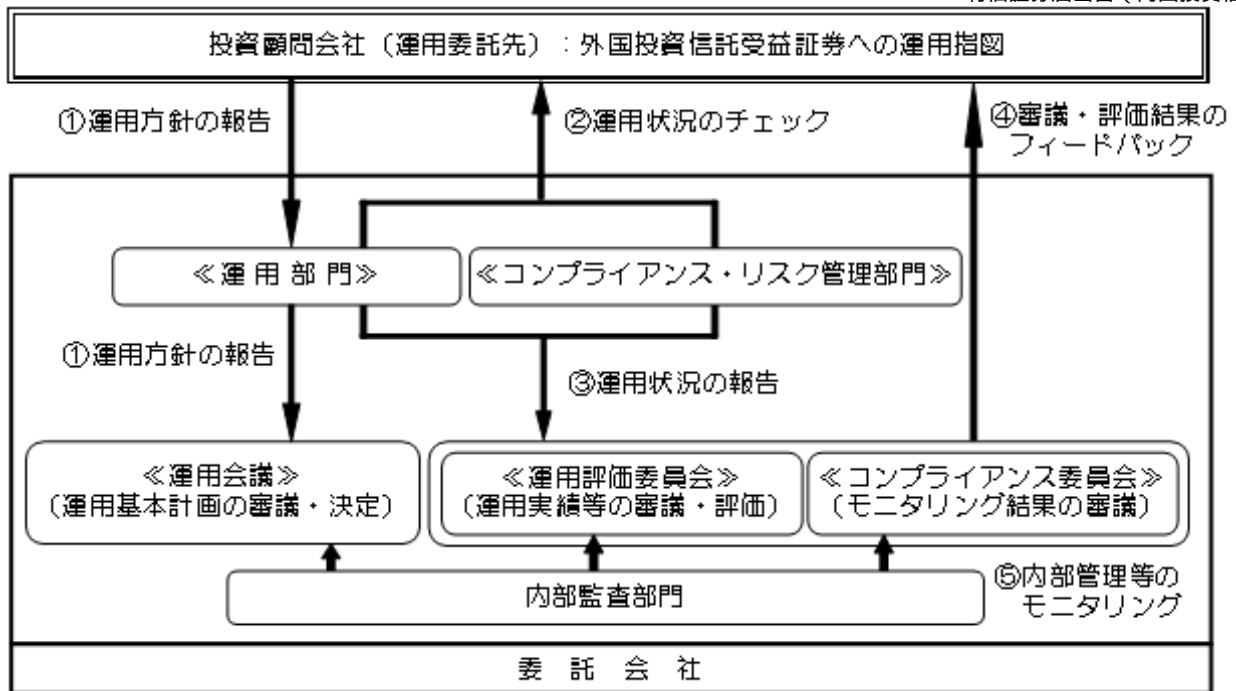 投資顧問会社（運用委託先）：外国投資信託受益証券への運用指図
①運用方針の報告
②運用状況のチェック
④審議・評価結果の
フィードバック
≪運 用 部 門≫
≪コンプライアンス・リスク管理部門≫
①運用方針の報告
③運用状況の報告
≪運用会議≫
（運用基本計画の審議・決定）
≪運用評価委員会≫
（運用実績等の審議・評価）
≪コンプライアンス委員会≫
（モニタリング結果の審議）
内部監査部門
⑤内部管理等の
モニタリング
委 託 会 社